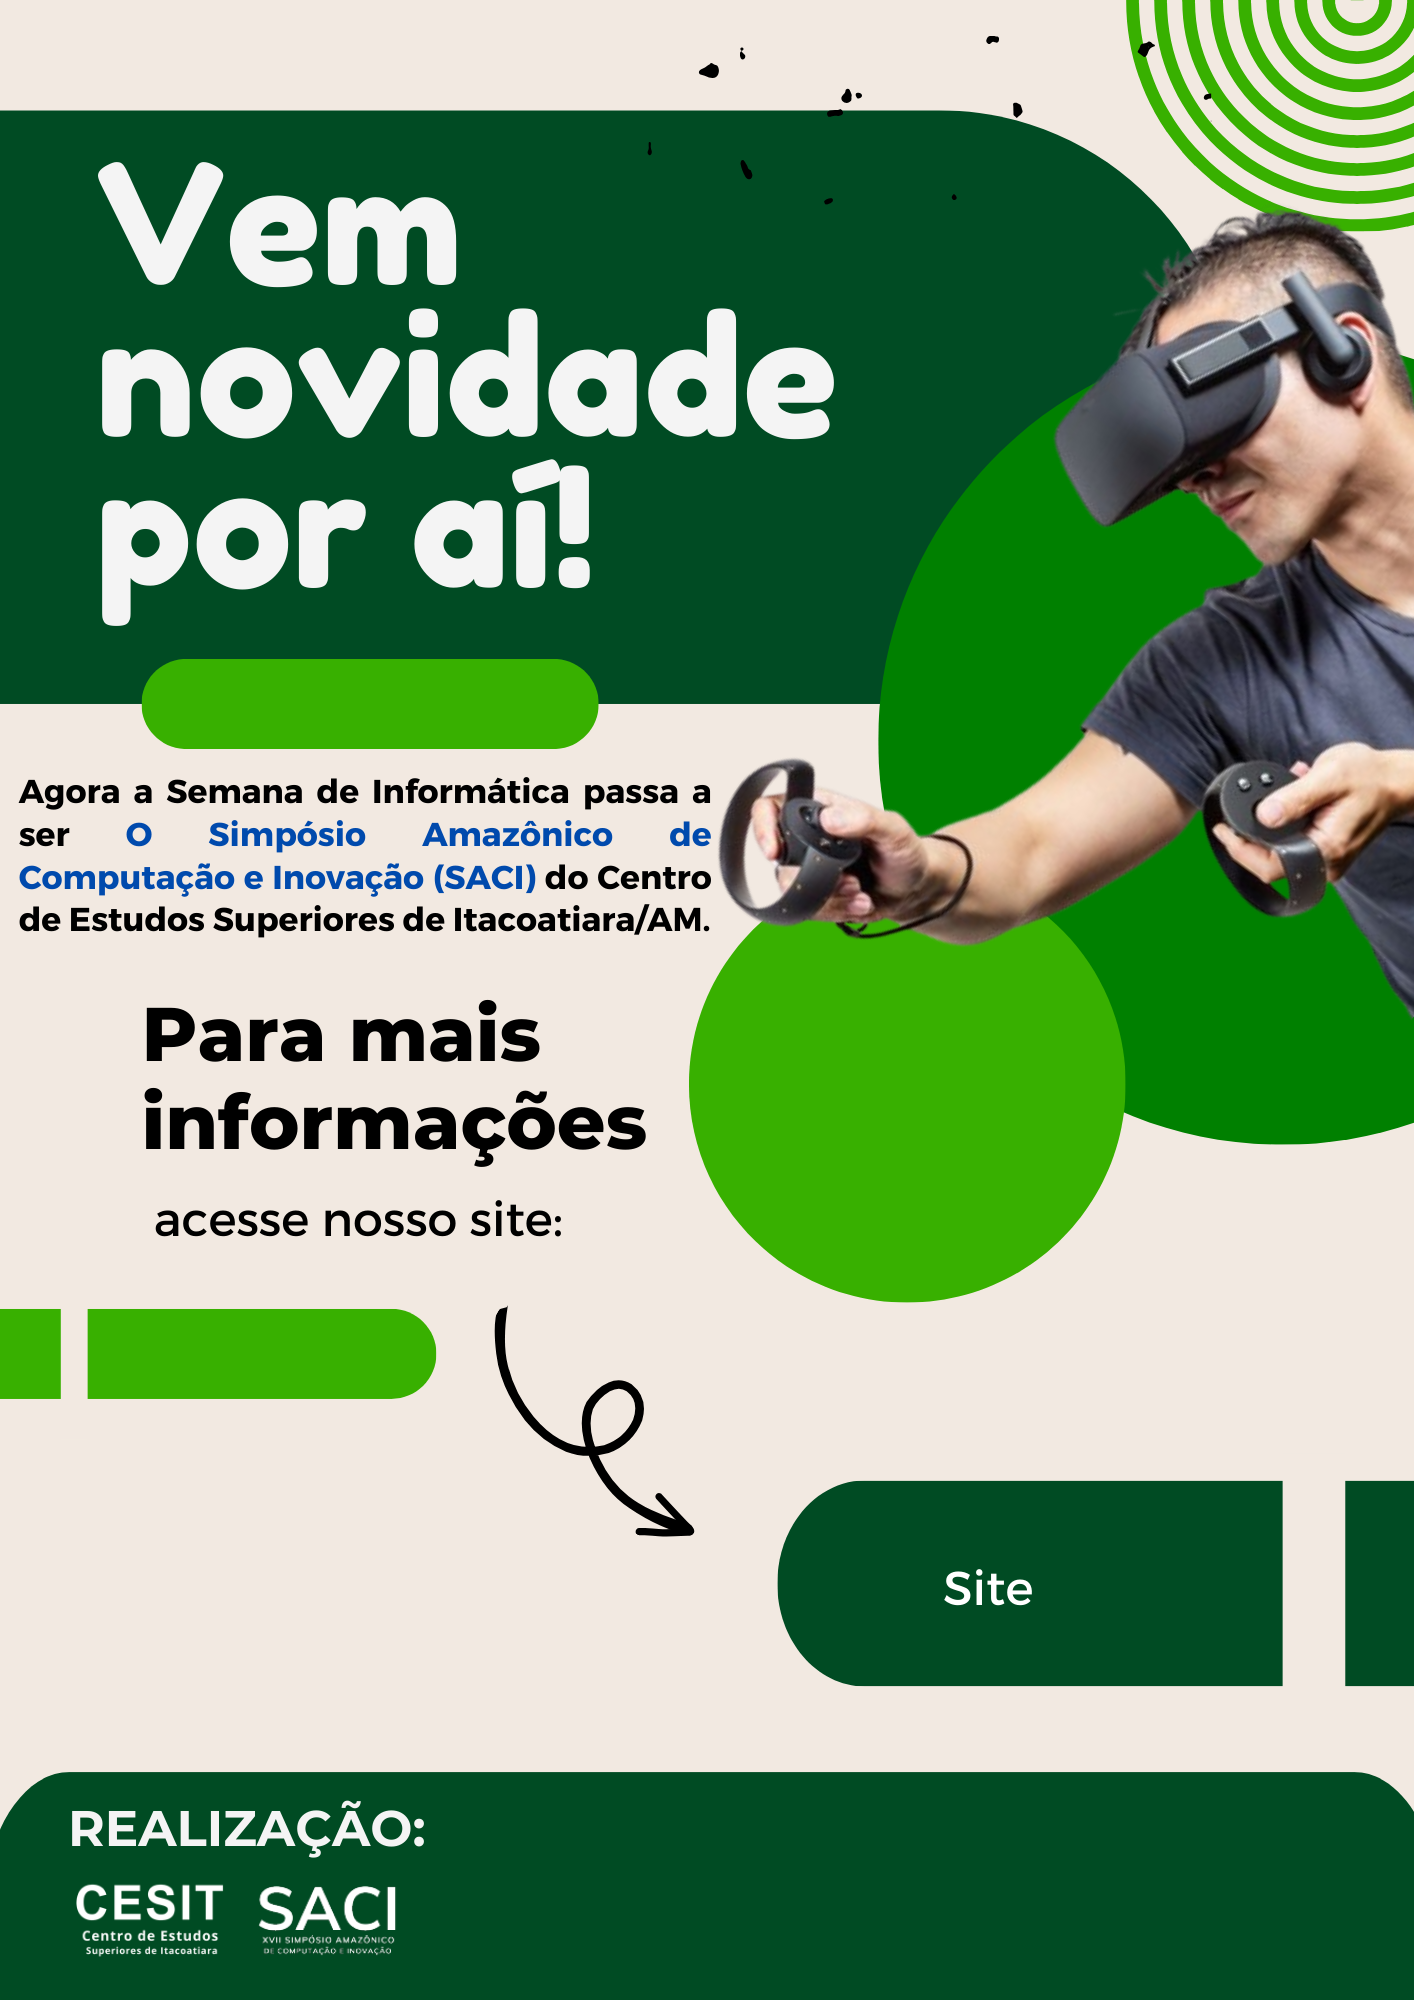 Vem
novidade
por aí!
Agora a Semana de Informática passa a
ser O Simpósio Amazônico de
Computação e Inovação (SACI) do Centro
de Estudos Superiores de Itacoatiara/AM.
Para mais
informações
acesse nosso site:
Site
REALIZAÇÃO:
CESIT
Centro de Estudos
Superiores de Itacoatiara
SACI
XVII SIMPÓSIO AMAZÔNICO
DE COMPUTAÇÃO E INOVAÇÃO